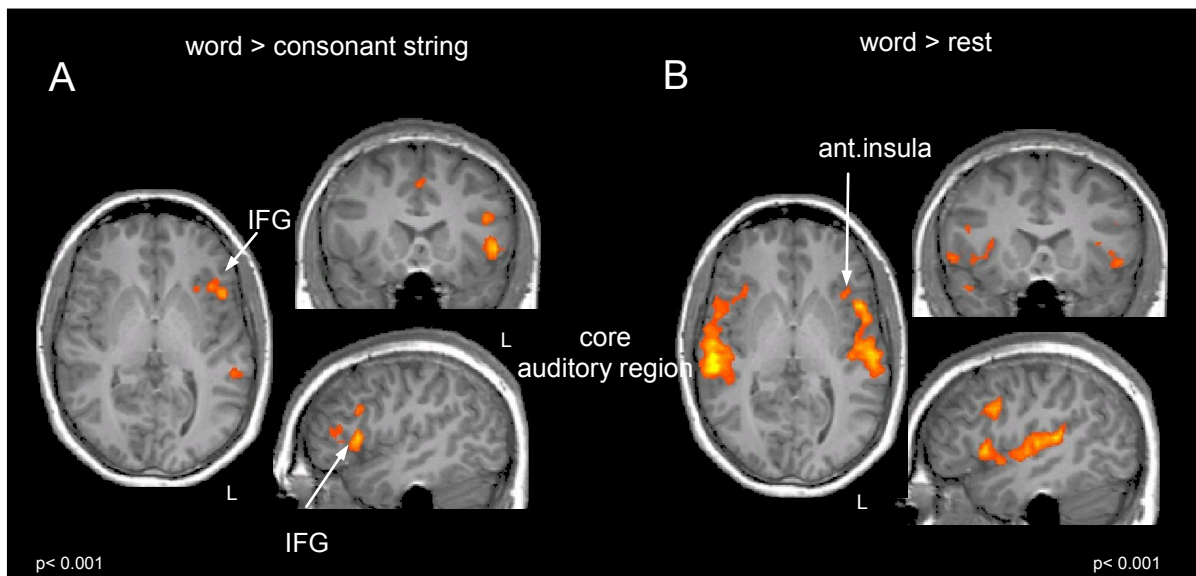 word > consonant string
word > rest
A
B
ant.insula
IFG
L
core
auditory region
L
L
IFG
p< 0.001
p< 0.001